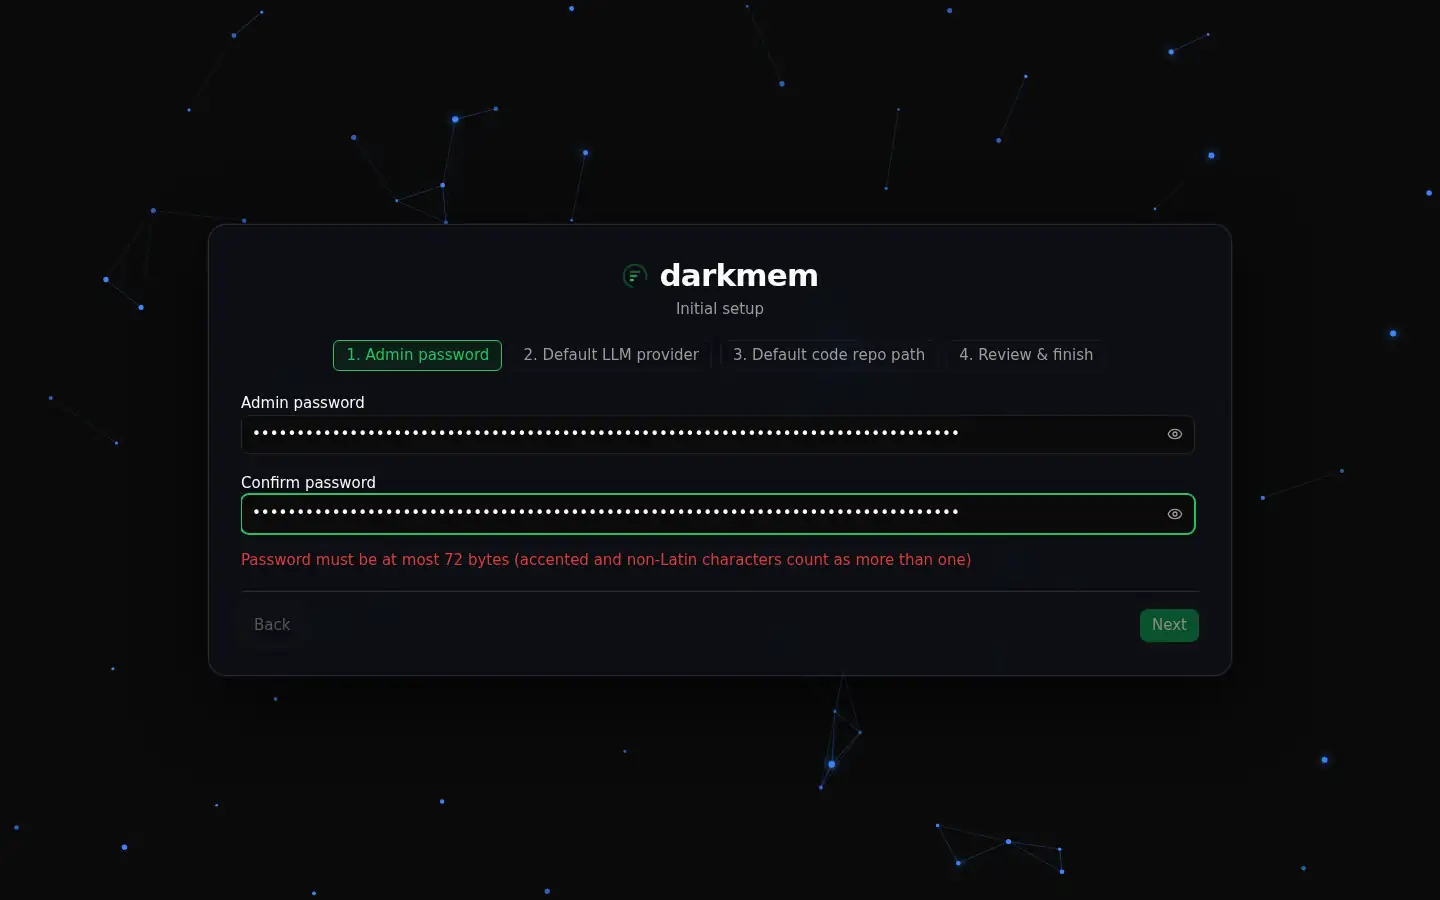 darkmem
Initial setup
1. Admin password
2. Default LLM provider
3. Default code repo path
4. Review & finish
Admin password
••••••••••••••••••••••••••••••••••••••••••••••••••••••••••••••••••••••••••••••••
Confirm password
••••••••••••••••••••••••••••••••••••••••••••••••••••••••••••••••••••••••••••••••
Password must be at most 72 bytes (accented and non-Latin characters count as more than one)
Back
Next